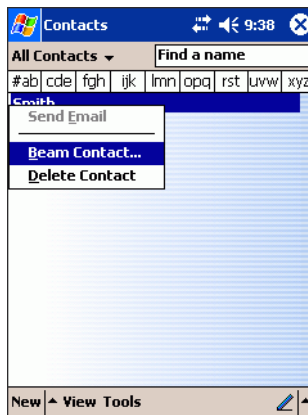 Contacts 9:38
All Contacts Find a name
#ab cde fgh ijk lmn opq rst uvw xyz
Smith
Send Email
Beam Contact...
Delete Contact
New View Tools